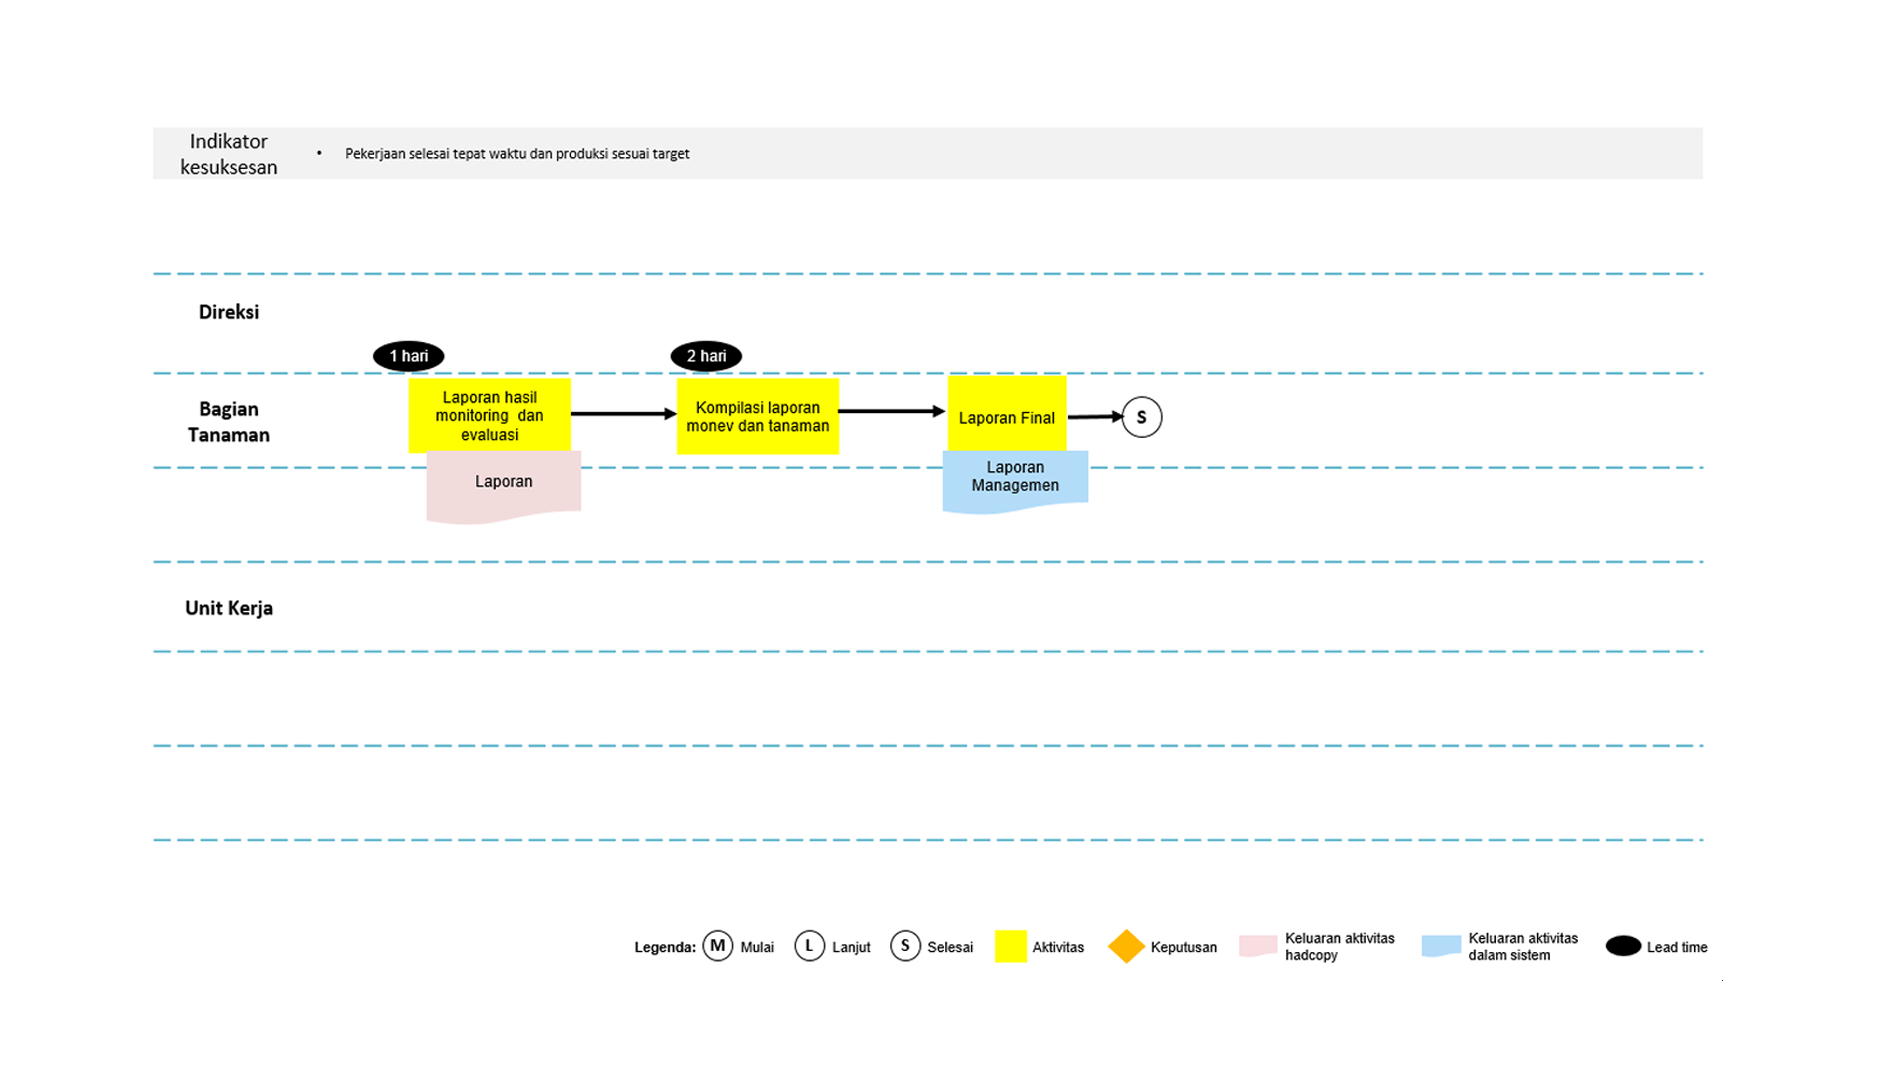 Indikator
kesuksesan
• Pekerjaan selesai tepat waktu dan produksi sesuai target
Direksi
1 hari
2 hari
Bagian
Tanaman
Laporan hasil
monitoring dan
evaluasi
Kompilasi laporan
monev dan tanaman
Laporan Final
S
Laporan
Laporan
Managemen
Unit Kerja
Legenda: M Mulai L Lanjut S Selesai Aktivitas Keputusan
Keluaran aktivitas
hadcopy
Keluaran aktivitas
dalam sistem
Lead time